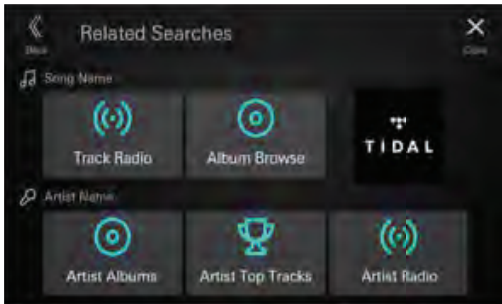 Related Searches
Back
Close
Song Name
Track Radio
Album Browse
TIDAL
Artist Name
Artist Albums
Artist Top Tracks
Artist Radio